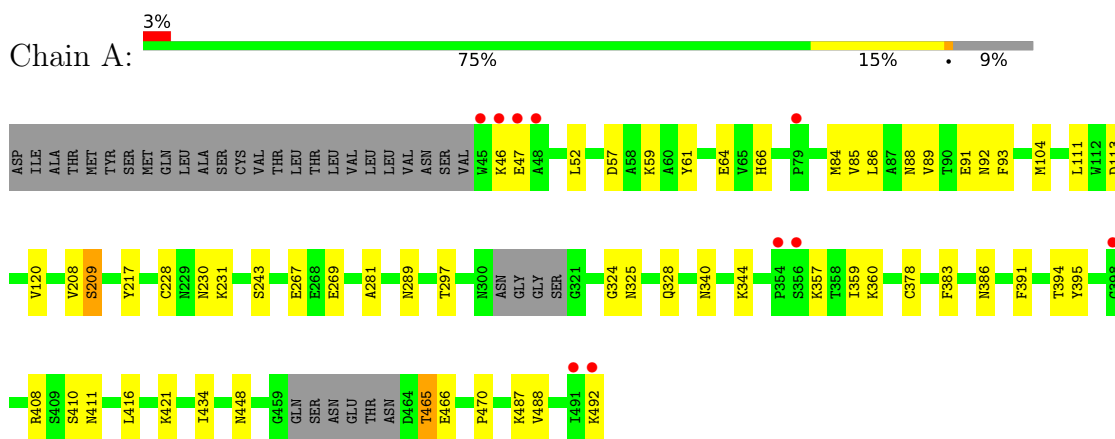 3%
Chain A:
75% 15% • 9%
ASP ILE ALA THR MET TYR SER MET GLN LEU ALA SER CYS VAL THR LEU THR LEU VAL LEU LEU VAL ASN SER VAL W45 K46 E47 A48 L52 D57 A58 K59 A60 Y61 E64 V65 H66 P79 M84 V85 L86 A87 N88 V89 T90 E91 N92 F93 M104 L111 W112 D113
V120 V208 S209 Y217 C228 N229 N230 K231 S243 E267 E268 E269 A281 N289 T297 N300 ASN GLY GLY SER G321 G324 N325 Q328 N340 K344 P354 S356 K357 T358 I359 K360 C378 F383 N386 F391 T394 Y395 G398
R408 S409 S410 N411 L416 K421 I434 N448 G459 GLN SER ASN GLU THR ASN D464 T465 E466 P470 K487 V488 I491 K492